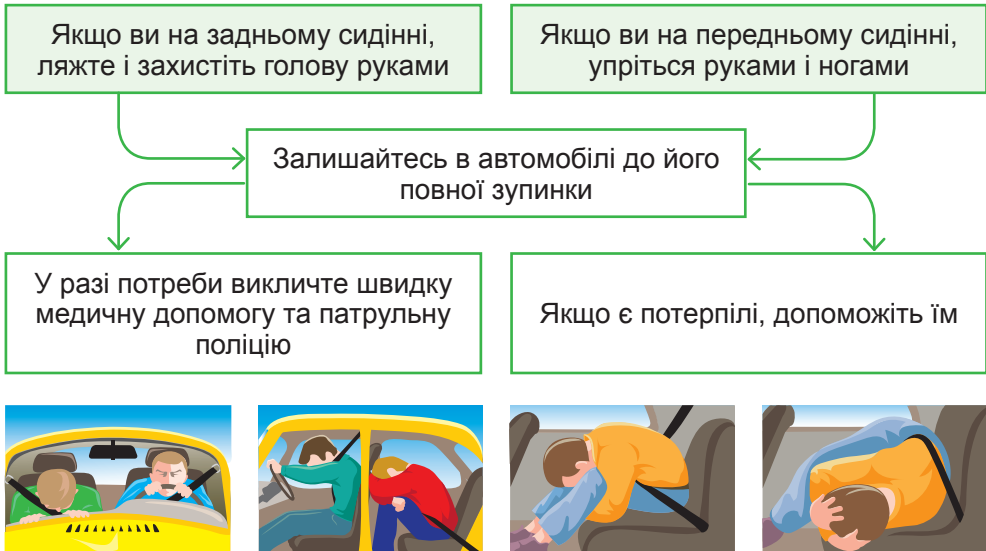 Якщо ви на задньому сидінні,
ляжте і захистіть голову руками
Якщо ви на передньому сидінні,
упріться руками і ногами
Залишайтесь в автомобілі до його
повної зупинки
У разі потреби викличте швидку
медичну допомогу та патрульну
поліцію
Якщо є потерпілі, допоможіть їм